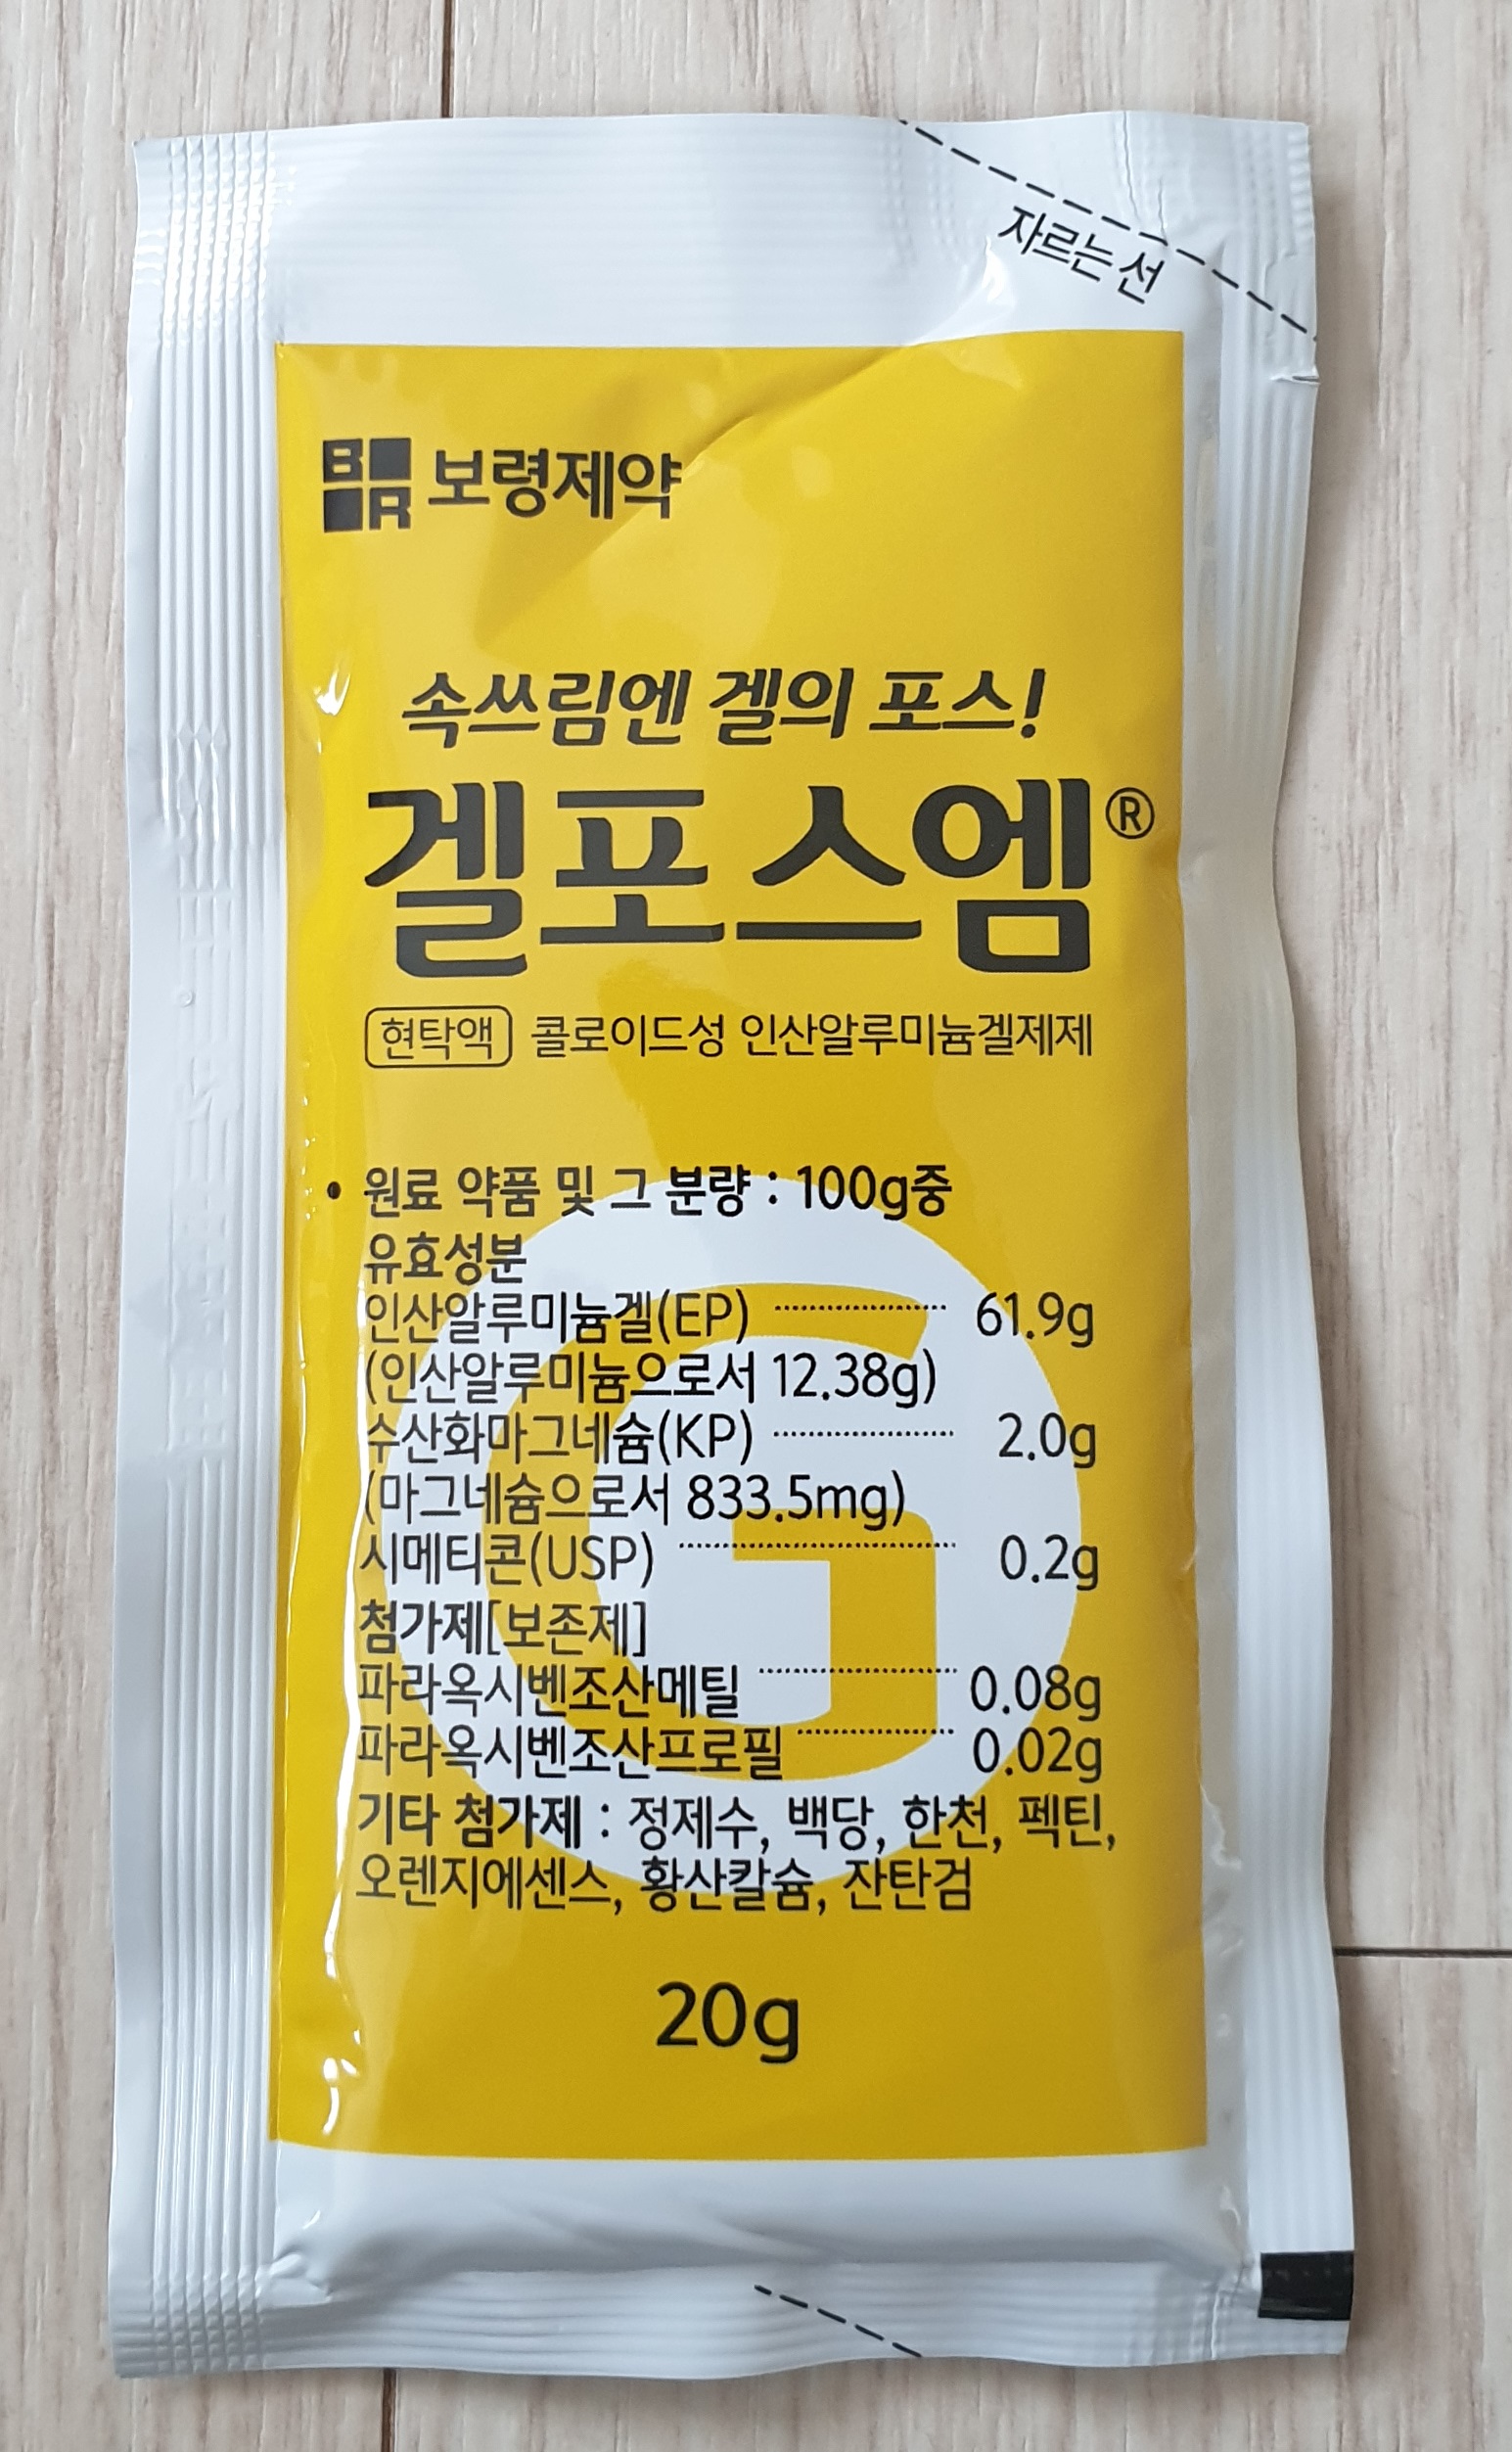 자르는 선
BR 보령제약
속쓰림엔 겔의 포스!
겔포스엠®
현탁액 콜로이드성 인산알루미늄겔제제
• 원료 약품 및 그 분량 : 100g중
유효성분
인산알루미늄겔(EP) ················ 61.9g
(인산알루미늄으로서 12.38g)
수산화마그네슘(KP) ················ 2.0g
(마그네슘으로서 833.5mg)
시메티콘(USP) ························ 0.2g
첨가제[보존제]
파라옥시벤조산메틸 ················ 0.08g
파라옥시벤조산프로필 ············ 0.02g
기타 첨가제 : 정제수, 백당, 한천, 펙틴,
오렌지에센스, 황산칼슘, 잔탄검
20g